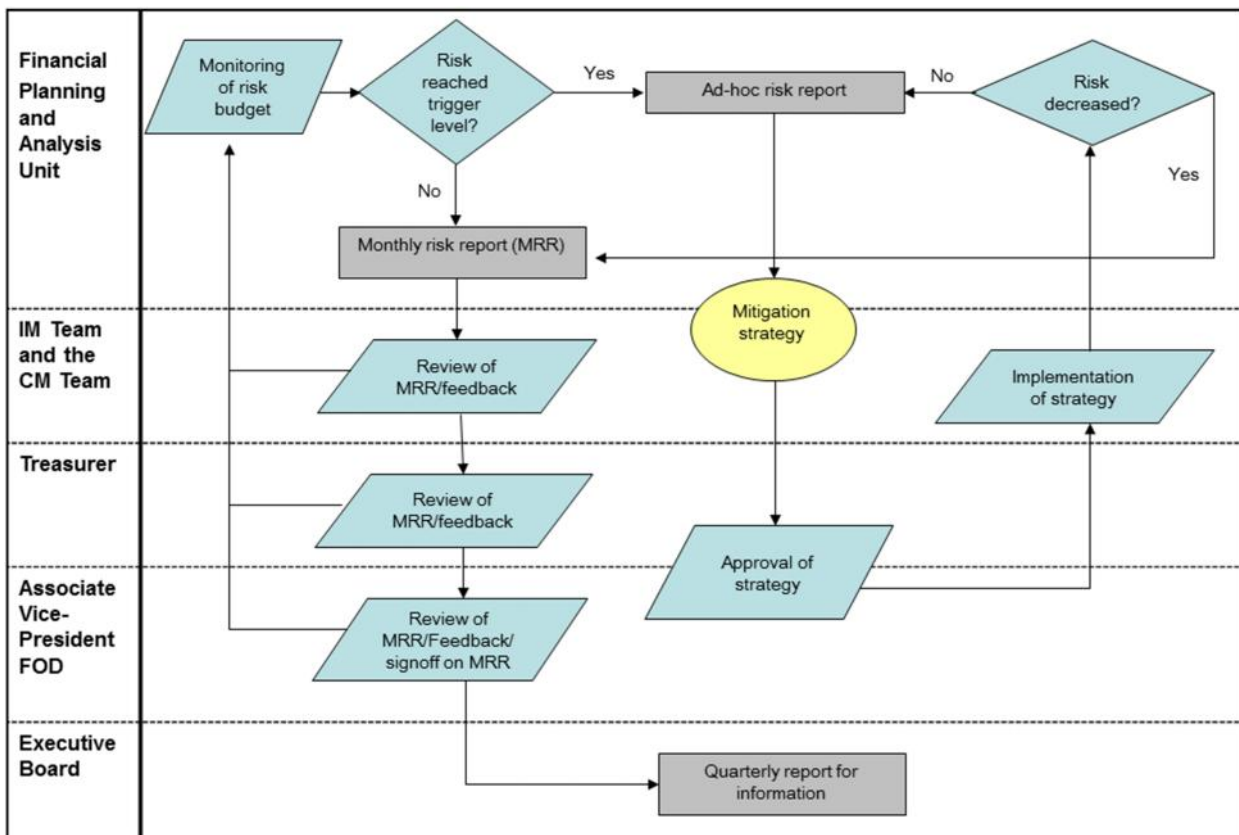 Financial
Planning
and
Analysis
Unit
Monitoring
of risk
budget
Risk
reached
trigger
level?
Yes
Ad-hoc risk report
No
Risk
decreased?
Yes
No
Monthly risk report (MRR)
IM Team
and the
CM Team
Review of
MRR/feedback
Mitigation
strategy
Implementation
of strategy
Treasurer
Review of
MRR/feedback
Approval of
strategy
Associate
Vice-
President
FOD
Review of
MRR/Feedback/
signoff on MRR
Executive
Board
Quarterly report for
information